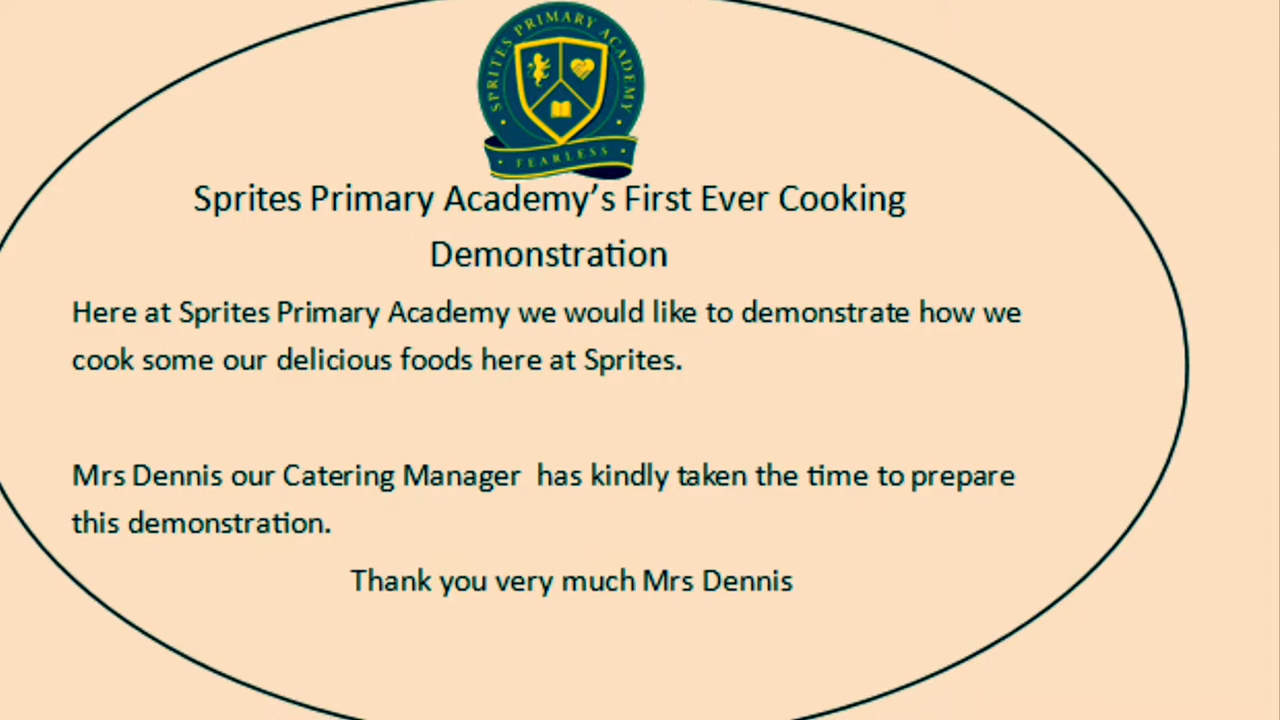 SPRITES PRIMARY ACADEMY
FEARLESS
Sprites Primary Academy’s First Ever Cooking
Demonstration
Here at Sprites Primary Academy we would like to demonstrate how we
cook some our delicious foods here at Sprites.
Mrs Dennis our Catering Manager  has kindly taken the time to prepare
this demonstration.
Thank you very much Mrs Dennis